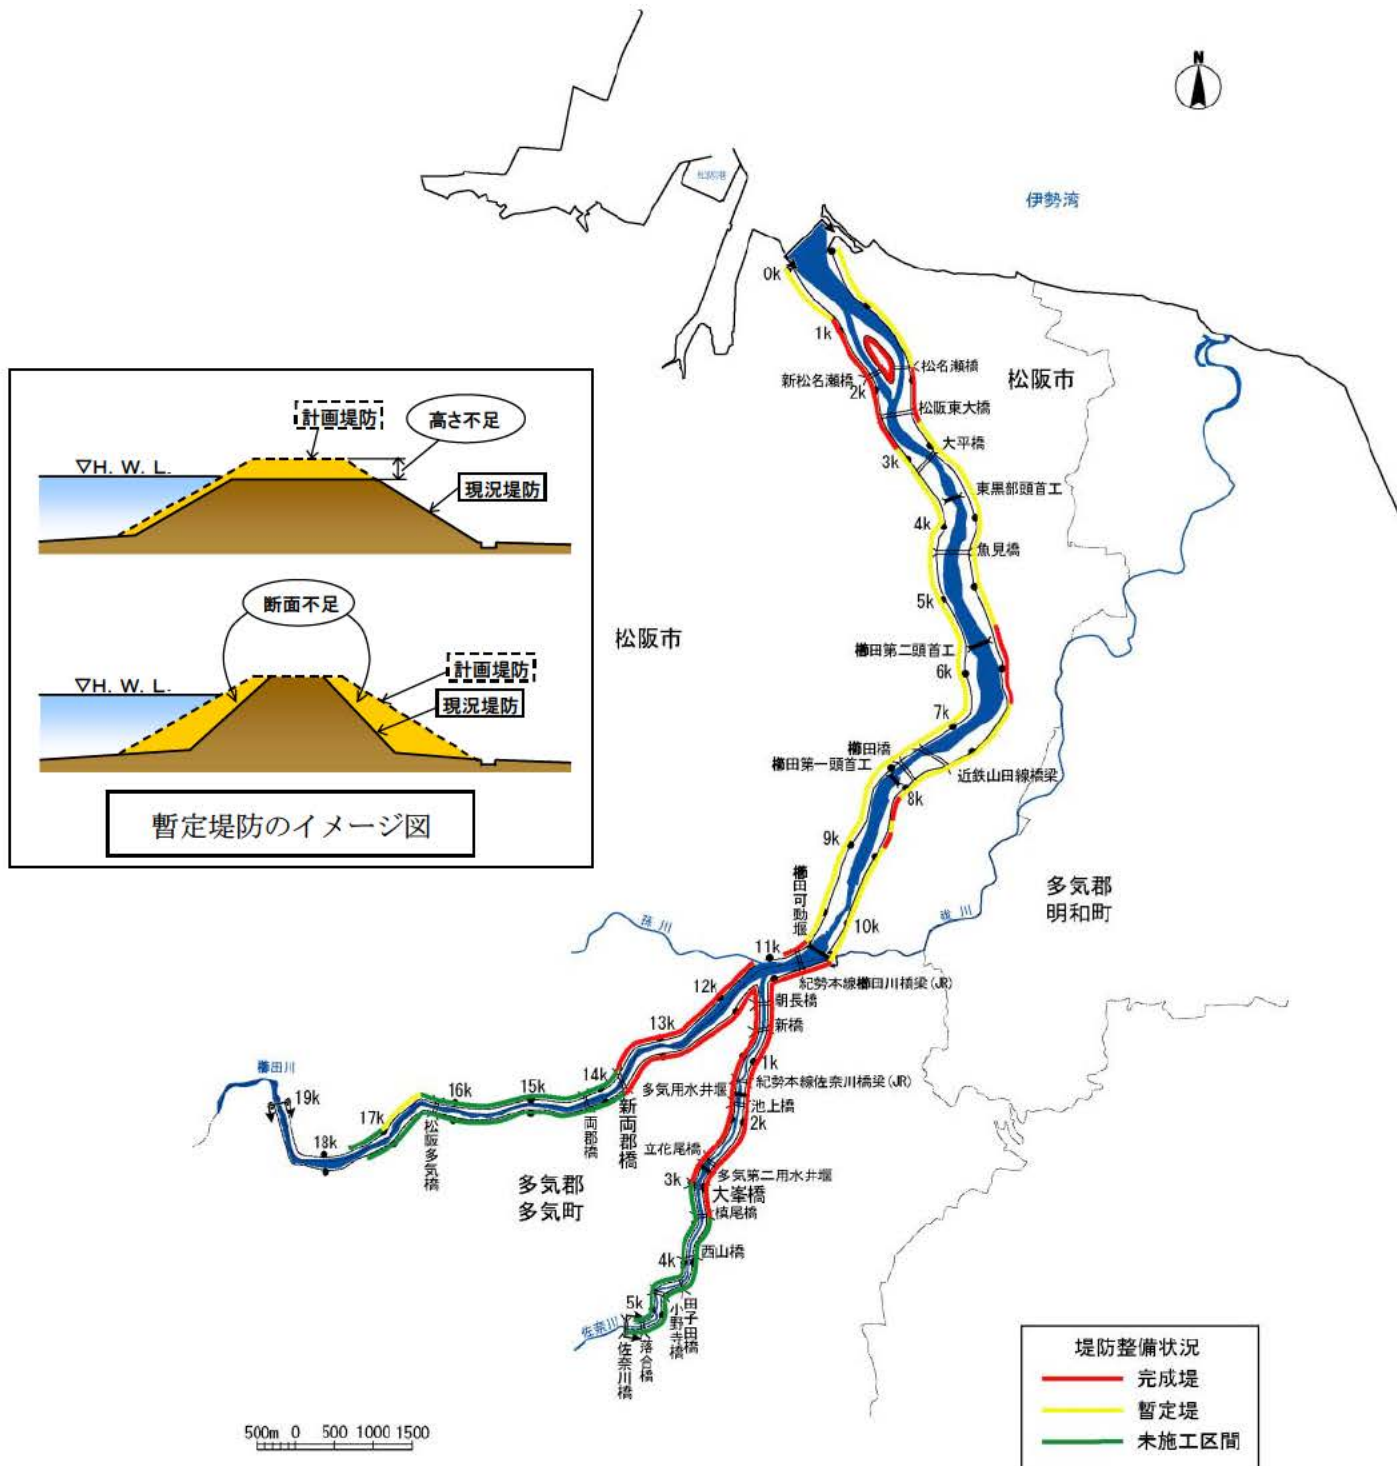 N
松阪港
伊勢湾
0k
1k
新松名瀬橋
松名瀬橋
松阪市
2k
松阪東大橋
大平橋
3k
東黒部頭首工
4k
魚見橋
5k
松阪市
櫛田第二頭首工
6k
7k
櫛田橋
櫛田第一頭首工
近鉄山田線橋梁
8k
9k
櫛田可動堰
多気郡
明和町
10k
祓川
孫川
11k
紀勢本線櫛田川橋梁(JR)
12k
朝長橋
新橋
13k
1k
紀勢本線佐奈川橋梁(JR)
多気用水井堰
池上橋
2k
14k
新両郡橋
両郡橋
15k
16k
松阪多気橋
17k
18k
19k
櫛田川
立花尾橋
多気第二用水井堰
3k
大峯橋
槙尾橋
多気郡
多気町
西山橋
4k
田子田橋
小野寺橋
5k
落合橋
佐奈川橋
佐奈川
計画堤防
高さ不足
▽H. W. L.
現況堤防
断面不足
計画堤防
▽H. W. L.
現況堤防
暫定堤防のイメージ図
500m 0 500 1000 1500
堤防整備状況
完成堤
暫定堤
未施工区間